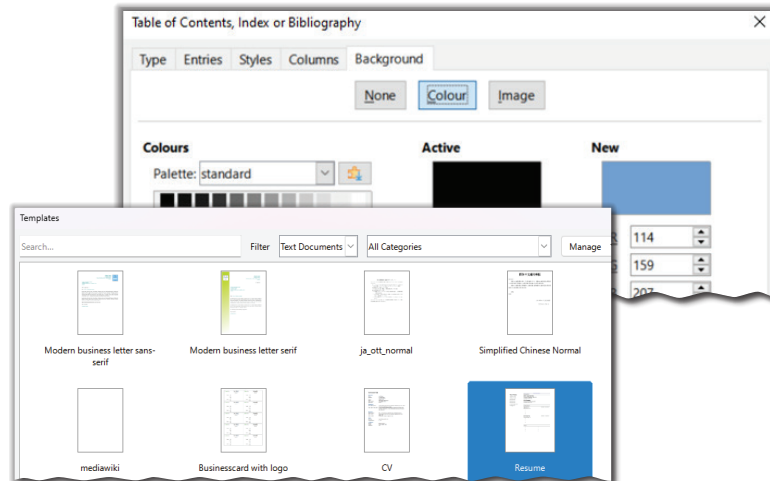 Table of Contents, Index or Bibliography
Type Entries Styles Columns Background
None Colour Image
Colours Active New
Palette: standard
114
159
207
Templates
Search... Filter Text Documents All Categories Manage
Modern business letter sans-serif Modern business letter serif ja_ott_normal Simplified Chinese Normal
mediawiki Businesscard with logo CV Resume